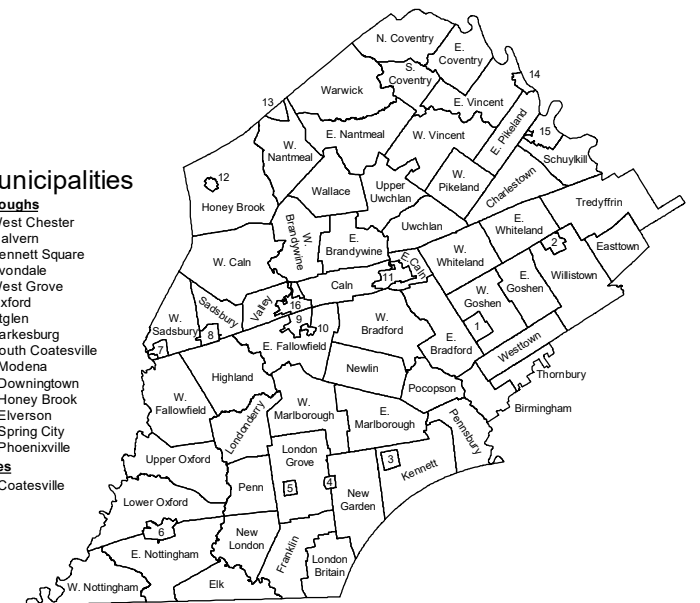 unicipalities
oughs
est Chester
alvern
ennett Square
vondale
est Grove
xford
tglen
arkesburg
outh Coatesville
Modena
Downingtown
Honey Brook
Elverson
Spring City
Phoenixville
es
Coatesville
N. Coventry
E.
Coventry
S.
Coventry
14
Warwick
13
E. Vincent
E. Nantmeal
W. Vincent
E. Pikeland
15
Schuylkill
W.
Nantmeal
12
Honey Brook
Wallace
Upper
Uwchlan
W.
Pikeland
Charlestown
Tredyffrin
W.
Brandywine
E.
Brandywine
Uwchlan
E.
Whiteland
2
Easttown
W. Caln
E. Caln
W.
Whiteland
Willistown
11
Caln
W.
Goshen
E.
Goshen
Valley
16
Sadsbury
W.
Sadsbury
8
7
9
10
E. Fallowfield
W.
Bradford
1
E.
Bradford
Westtown
Thornbury
Birmingham
Highland
Newlin
Pocopson
W.
Fallowfield
Londonderry
W.
Marlborough
E.
Marlborough
Pennsbury
Upper Oxford
London
Grove
3
Kennett
Penn
5
4
New
Garden
Lower Oxford
6
E. Nottingham
New
London
Franklin
London
Britain
W. Nottingham
Elk